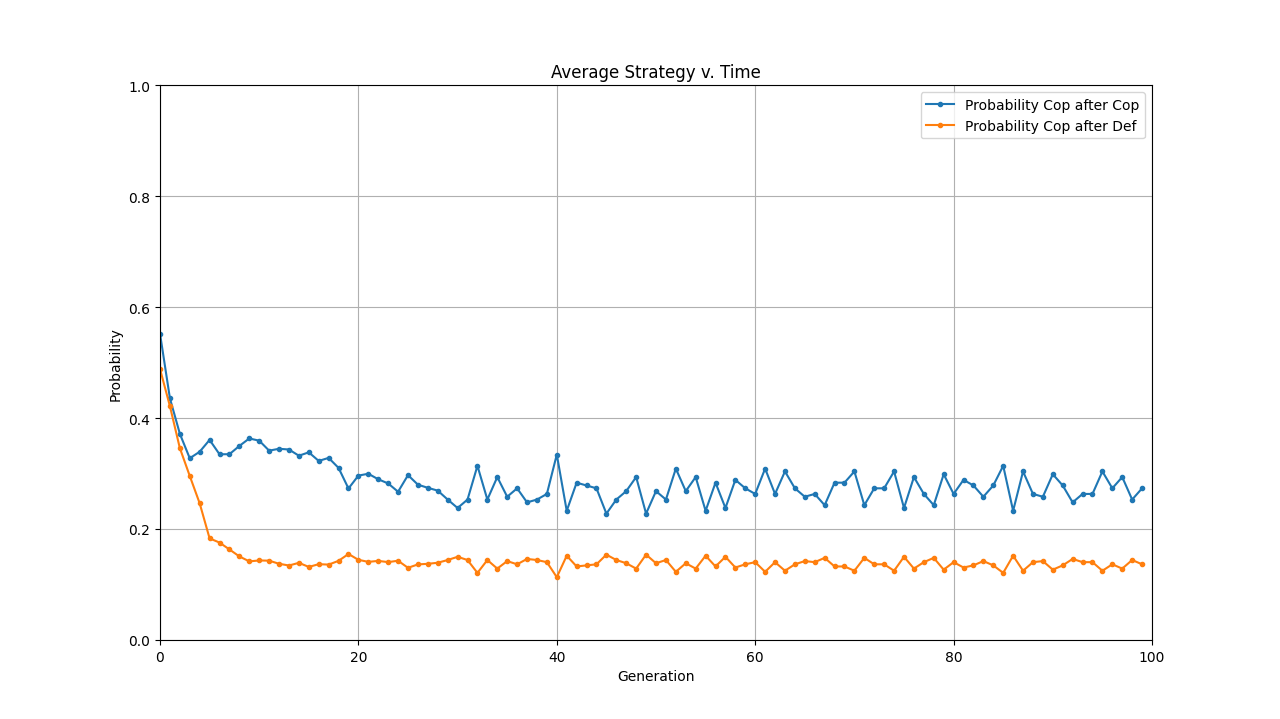 Average Strategy v. Time
1.0
0.8
0.6
0.4
0.2
0.0
Probability
Probability Cop after Cop
Probability Cop after Def
0 20 40 60 80 100
Generation